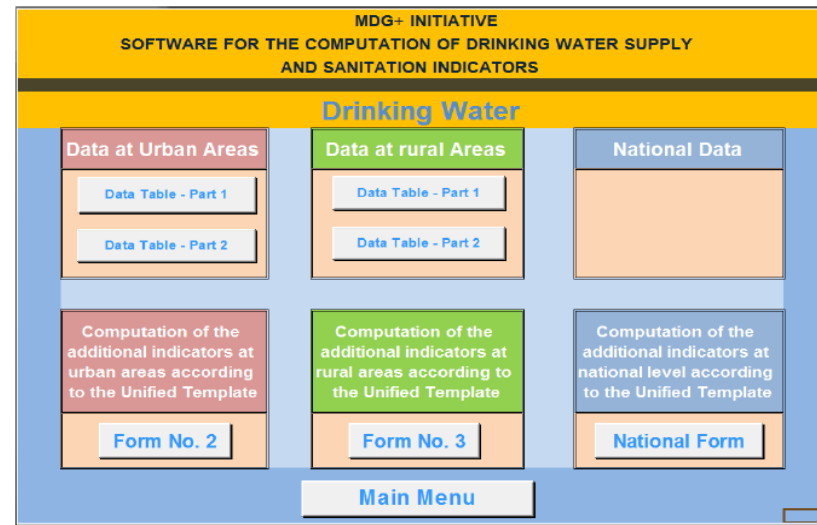 MDG+ INITIATIVE
SOFTWARE FOR THE COMPUTATION OF DRINKING WATER SUPPLY
AND SANITATION INDICATORS
Drinking Water
Data at Urban Areas
Data Table - Part 1
Data Table - Part 2
Data at rural Areas
Data Table - Part 1
Data Table - Part 2
National Data
Computation of the
additional indicators at
urban areas according
to the Unified Template
Form No. 2
Computation of the
additional indicators at
rural areas according to
the Unified Template
Form No. 3
Computation of the
additional indicators at
national level according
to the Unified Template
National Form
Main Menu